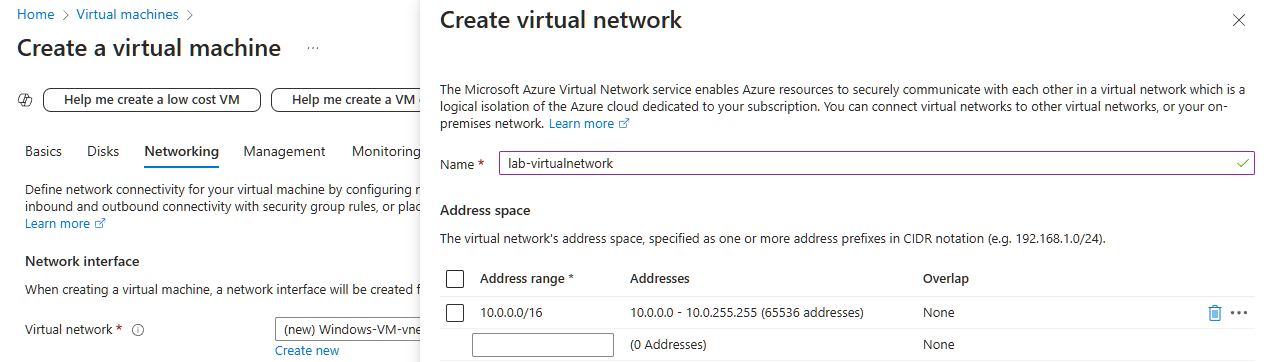 Home > Virtual machines >
Create a virtual machine ...
Help me create a low cost VM
Help me create a VM
Basics Disks Networking Management Monitoring
Define network connectivity for your virtual machine by configuring
inbound and outbound connectivity with security group rules, or
Learn more
Network interface
When creating a virtual machine, a network interface will be created
Virtual network *
(new) Windows-VM-vne
Create new
Create virtual network
The Microsoft Azure Virtual Network service enables Azure resources to securely communicate with each other in a virtual network which is a
logical isolation of the Azure cloud dedicated to your subscription. You can connect virtual networks to other virtual networks, or your on-
premises network. Learn more
Name * lab-virtualnetwork
Address space
The virtual network's address space, specified as one or more address prefixes in CIDR notation (e.g. 192.168.1.0/24).
Address range * Addresses Overlap
10.0.0.0/16 10.0.0.0 - 10.0.255.255 (65536 addresses) None
(0 Addresses) None